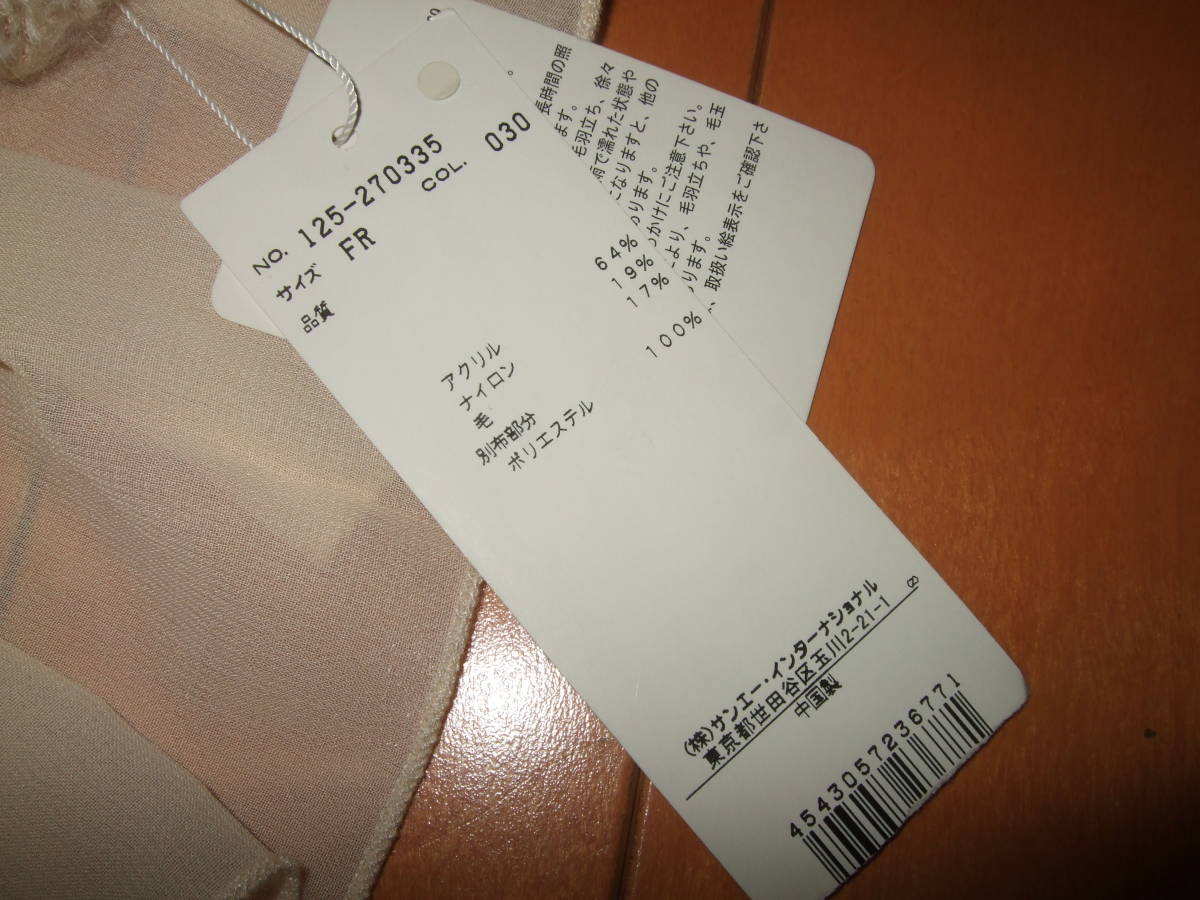 NO. 125-270335
COL. 030
サイズ FR
品質
アクリル 64%
ナイロン 19%
毛 17%
別布部分
ポリエステル 100%
(株)サンエー・インターナショナル
東京都世田谷区玉川2-21-1
中国製
4543057236771
長時間の照
ます。
毛羽立ち、徐々
柄で濡れた状態や
になりますと、他の
ります。
っかけにご注意下さい。
より、毛羽立ちや、毛玉
ります。
取扱い絵表示をご確認下さ